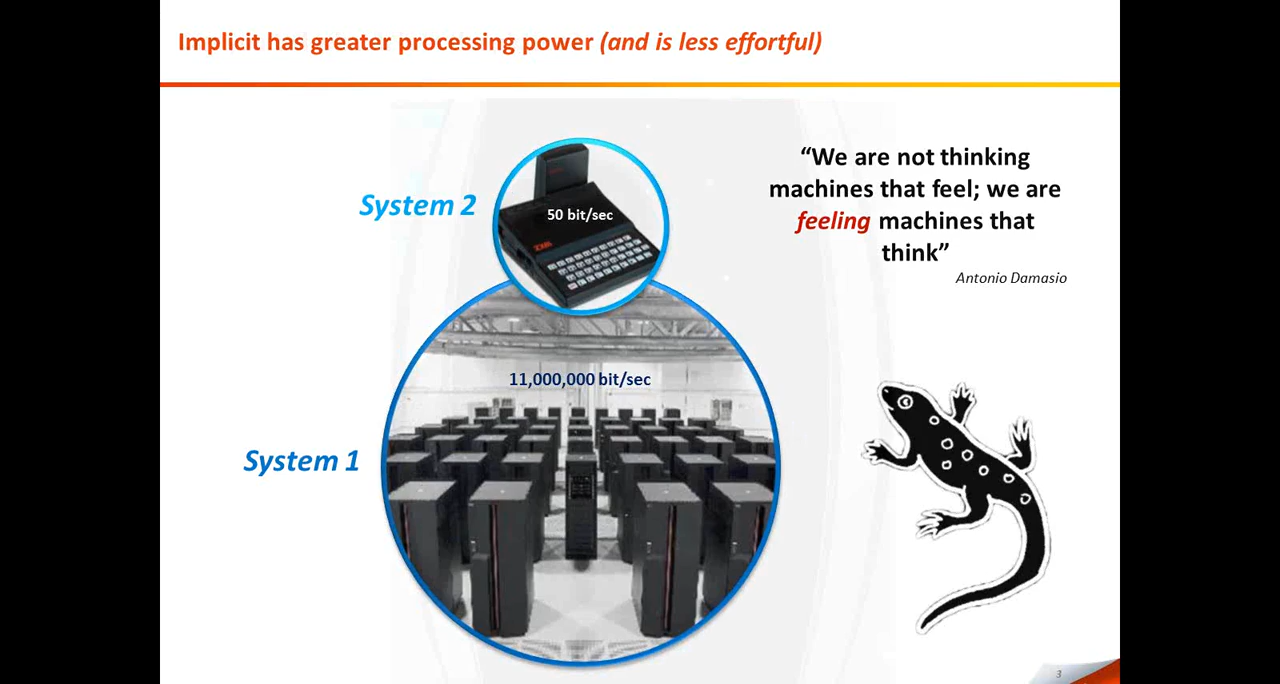 Implicit has greater processing power (and is less effortful)
System 2
50 bit/sec
“We are not thinking
machines that feel; we are
feeling machines that
think”
Antonio Damasio
11,000,000 bit/sec
System 1
3